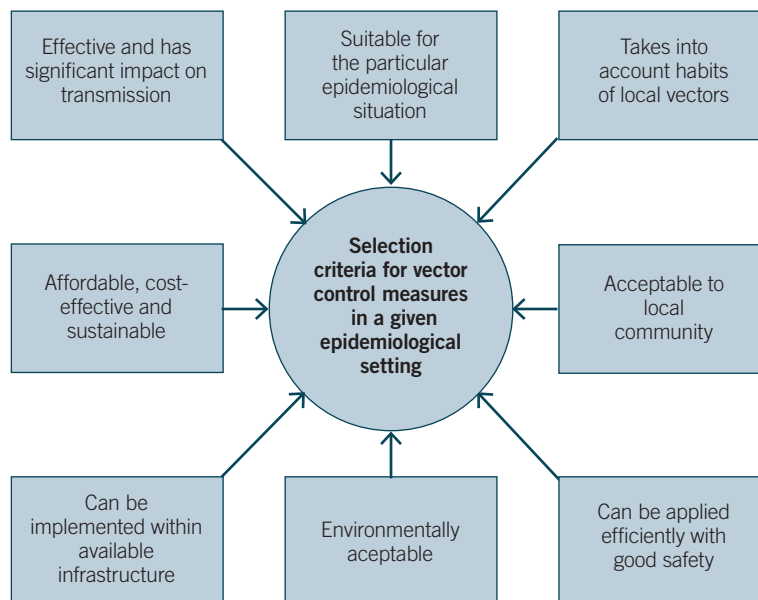 Effective and has
significant impact on
transmission
Suitable for
the particular
epidemiological
situation
Takes into
account habits
of local vectors
Affordable, cost-
effective and
sustainable
Selection
criteria for vector
control measures
in a given
epidemiological
setting
Acceptable to
local
community
Can be
implemented within
available
infrastructure
Environmentally
aceptable
Can be applied
efficiently with
good safety